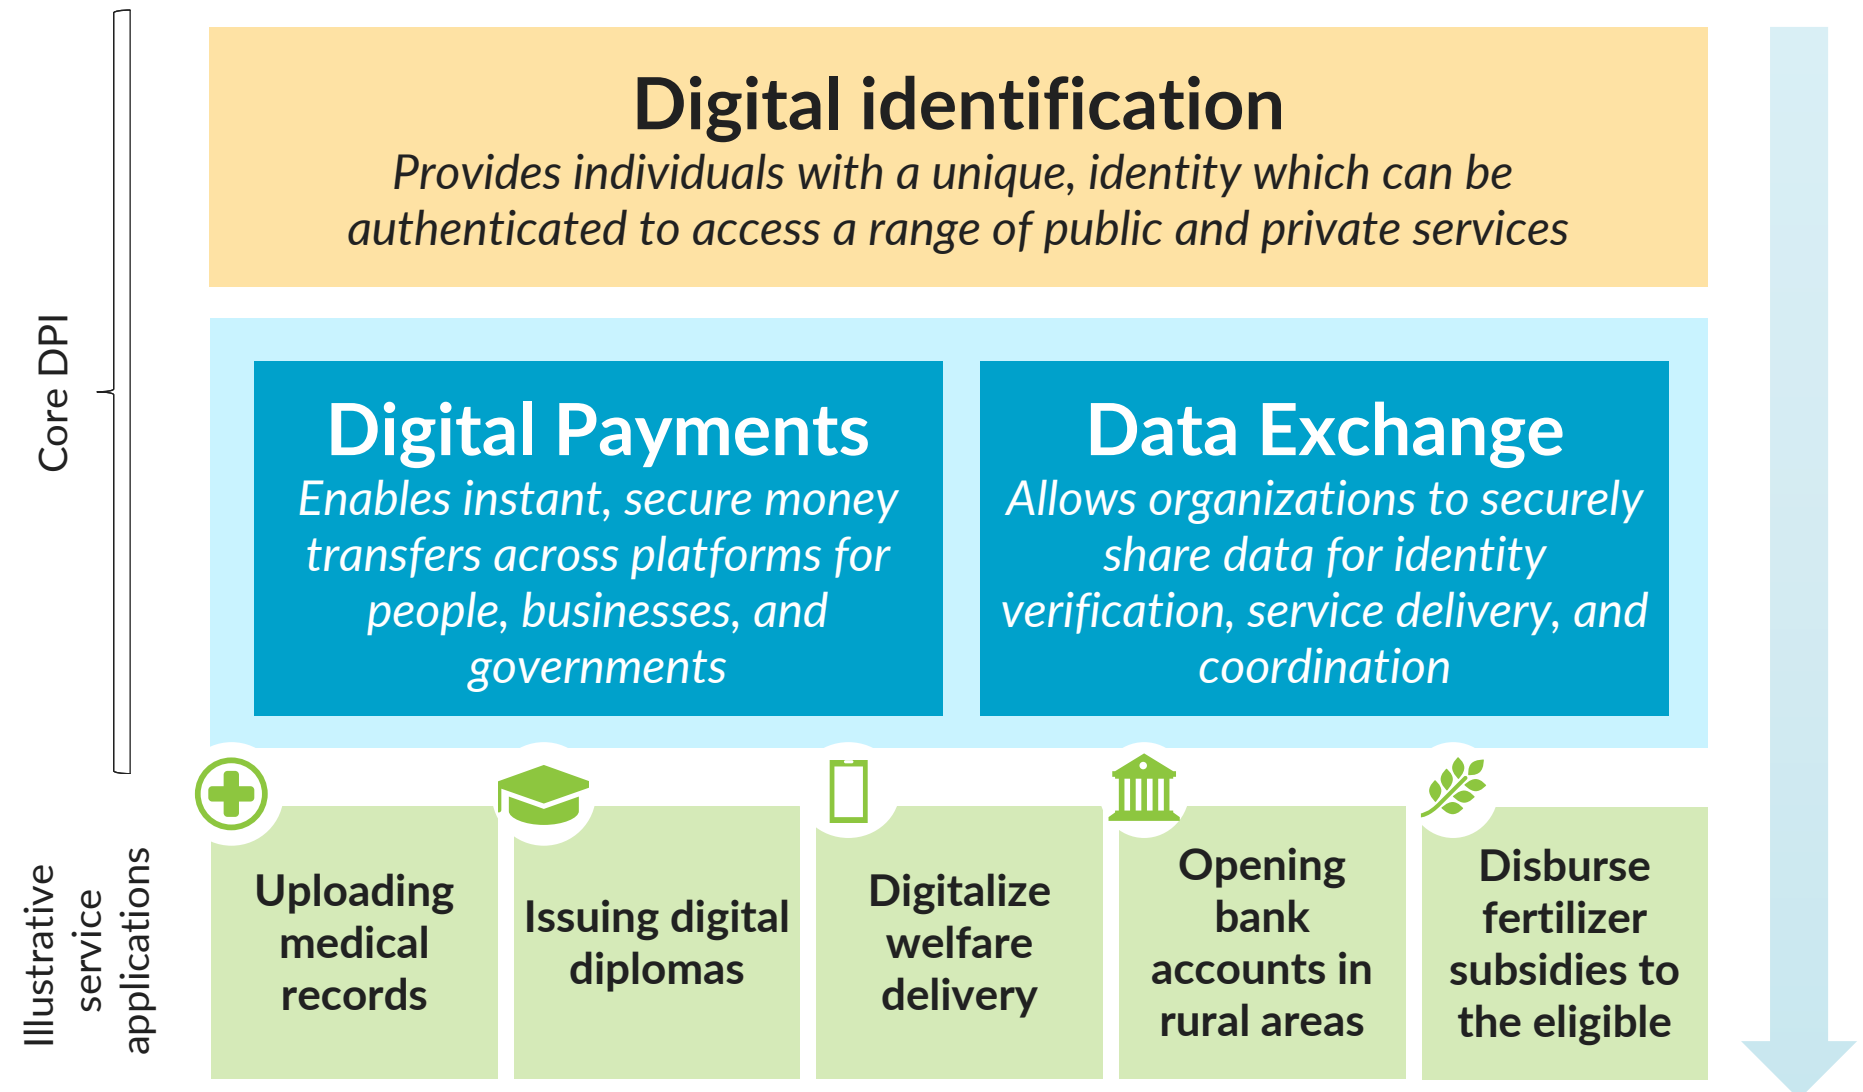 Core DPI
Digital identification
Provides individuals with a unique, identity which can be
authenticated to access a range of public and private services
Digital Payments
Enables instant, secure money
transfers across platforms for
people, businesses, and
governments
Data Exchange
Allows organizations to securely
share data for identity
verification, service delivery, and
coordination
Illustrative
service
applications
Uploading
medical
records
Issuing digital
diplomas
Digitalize
welfare
delivery
Opening
bank
accounts in
rural areas
Disburse
fertilizer
subsidies to
the eligible